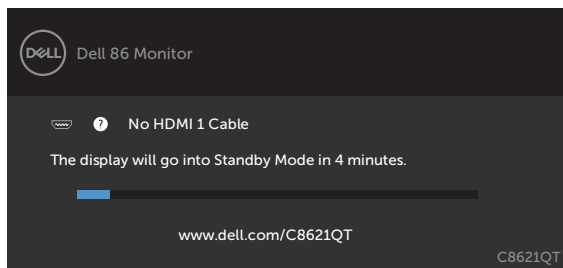 DELL Dell 86 Monitor
? No HDMI 1 Cable
The display will go into Standby Mode in 4 minutes.
www.dell.com/C8621QT
C8621QT